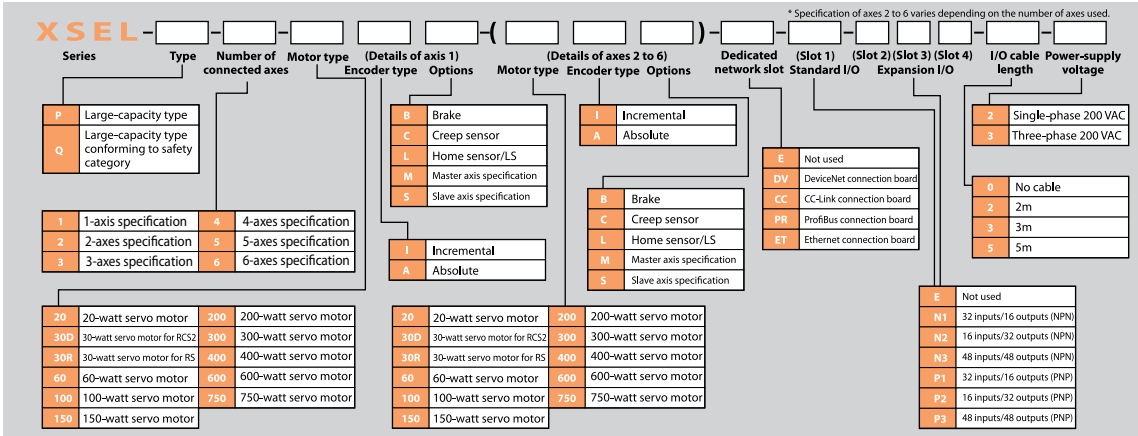 * Specification of axes 2 to 6 varies depending on the number of axes used.
XSEL- - - - ( ) - - - -
Series
Type
Number of
connected axes
Motor type
(Details of axis 1)
Encoder type Options
(Details of axes 2 to 6)
Motor type Encoder type Options
Dedicated
network slot
(Slot 1)
Standard I/O
(Slot 2) (Slot 3) (Slot 4)
Expansion I/O
I/O cable
length
Power-supply
voltage
P Large-capacity type
Q Large-capacity type
conforming to safety
category
1 1-axis specification 4 4-axes specification
2 2-axes specification 5 5-axes specification
3 3-axes specification 6 6-axes specification
20 20-watt servo motor 200 200-watt servo motor
30D 30-watt servo motor for RCS2 300 300-watt servo motor
30R 30-watt servo motor for RS 400 400-watt servo motor
60 60-watt servo motor 600 600-watt servo motor
100 100-watt servo motor 750 750-watt servo motor
150 150-watt servo motor
B Brake
C Creep sensor
L Home sensor/LS
M Master axis specification
S Slave axis specification
I Incremental
A Absolute
20 20-watt servo motor 200 200-watt servo motor
30D 30-watt servo motor for RCS2 300 300-watt servo motor
30R 30-watt servo motor for RS 400 400-watt servo motor
60 60-watt servo motor 600 600-watt servo motor
100 100-watt servo motor 750 750-watt servo motor
150 150-watt servo motor
I Incremental
A Absolute
B Brake
C Creep sensor
L Home sensor/LS
M Master axis specification
S Slave axis specification
E Not used
DV DeviceNet connection board
CC CC-Link connection board
PR ProfiBus connection board
ET Ethernet connection board
E Not used
N1 32 inputs/16 outputs (NPN)
N2 16 inputs/32 outputs (NPN)
N3 48 inputs/48 outputs (NPN)
P1 32 inputs/16 outputs (PNP)
P2 16 inputs/32 outputs (PNP)
P3 48 inputs/48 outputs (PNP)
0 No cable
2 2m
3 3m
5 5m
2 Single-phase 200 VAC
3 Three-phase 200 VAC